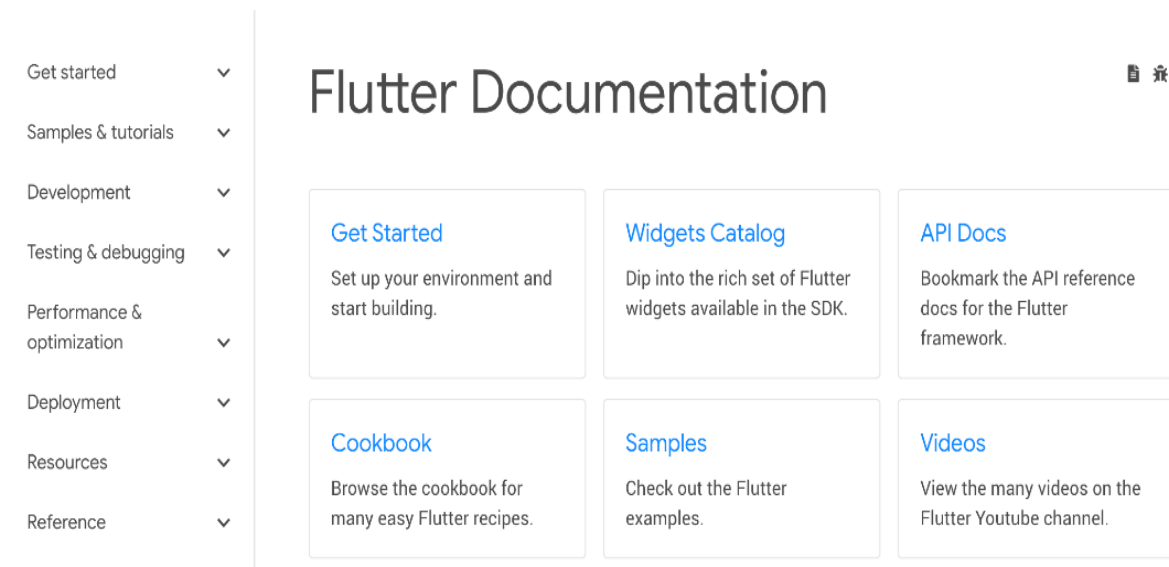 Get started
Samples & tutorials
Development
Testing & debugging
Performance &
optimization
Deployment
Resources
Reference
Flutter Documentation
Get Started
Set up your environment and
start building.
Widgets Catalog
Dip into the rich set of Flutter
widgets available in the SDK.
API Docs
Bookmark the API reference
docs for the Flutter
framework.
Cookbook
Browse the cookbook for
many easy Flutter recipes.
Samples
Check out the Flutter
examples.
Videos
View the many videos on the
Flutter Youtube channel.